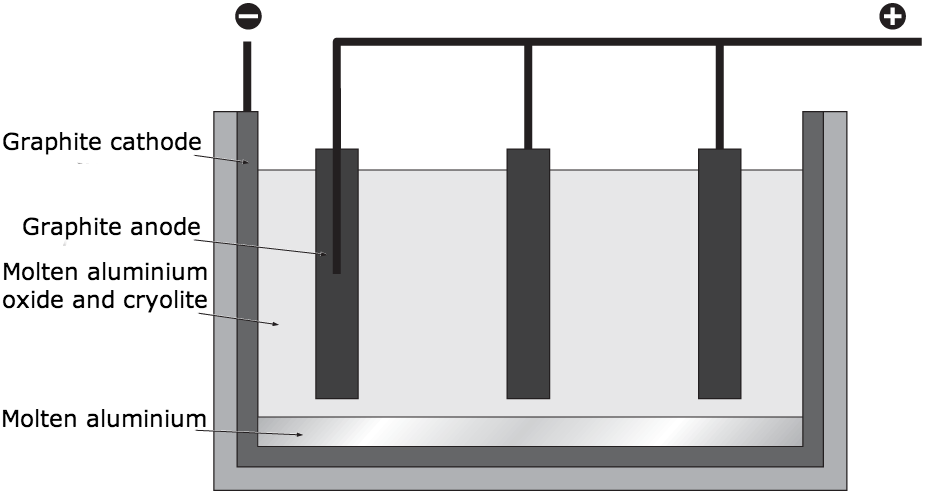 −
+
Graphite cathode
Graphite anode
Molten aluminium
oxide and cryolite
Molten aluminium